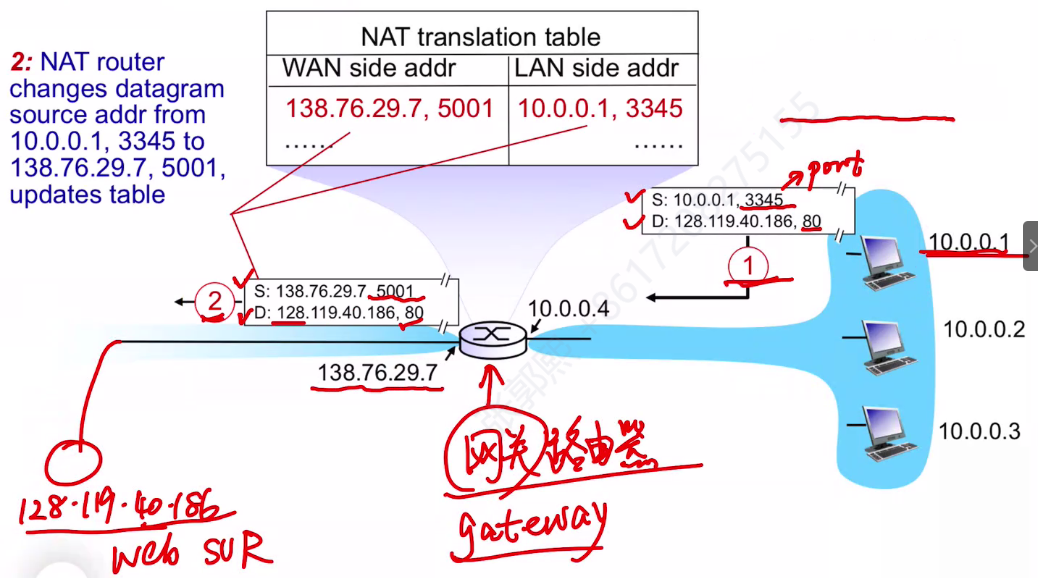 2: NAT router
changes datagram
source addr from
10.0.0.1, 3345 to
138.76.29.7, 5001,
updates table
NAT translation table
WAN side addr LAN side addr
138.76.29.7, 5001 10.0.0.1, 3345
...... ......
port
S: 10.0.0.1, 3345
D: 128.119.40.186, 80
1
10.0.0.1
S: 138.76.29.7, 5001
D: 128.119.40.186, 80
2
10.0.0.4
10.0.0.2
138.76.29.7
10.0.0.3
网关路由器
gateway
128.119.40.186
Web SVR